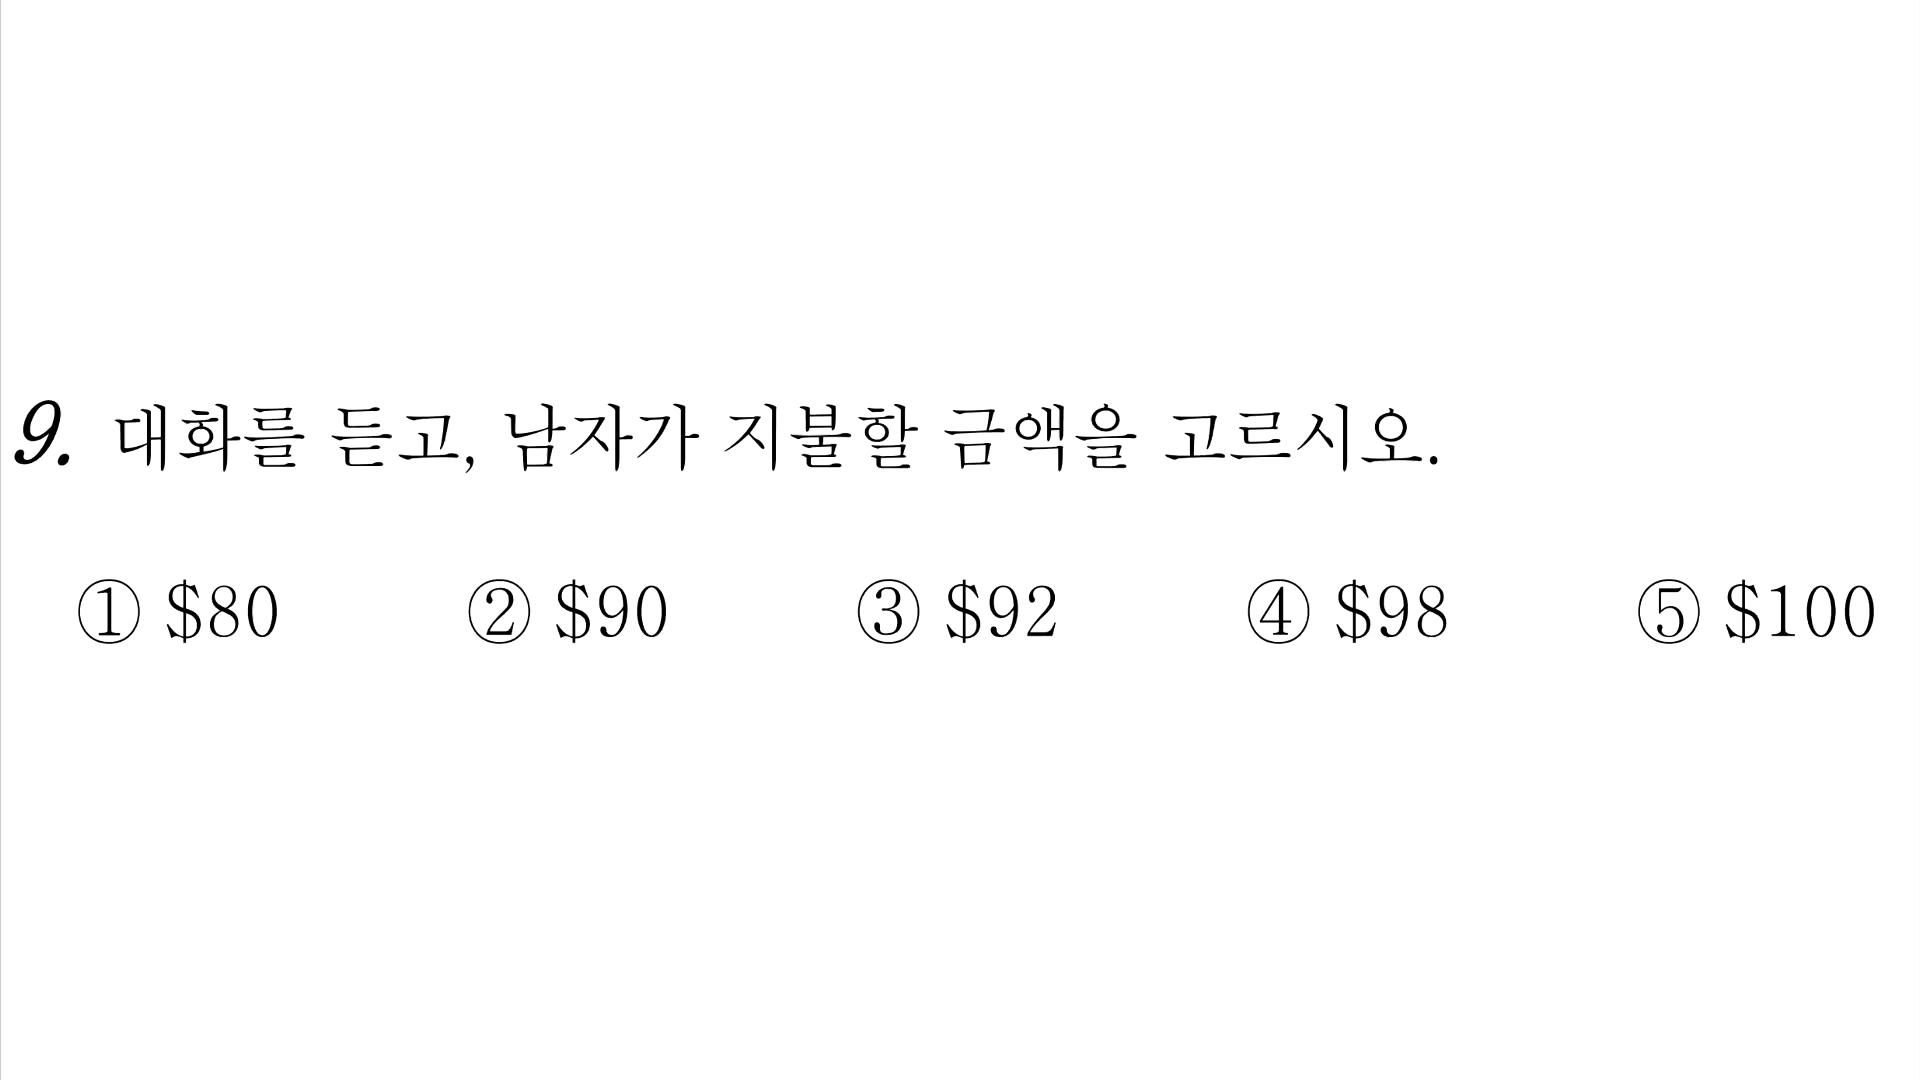 9. 대화를 듣고, 남자가 지불할 금액을 고르시오.
① $80 ② $90 ③ $92 ④ $98 ⑤ $100